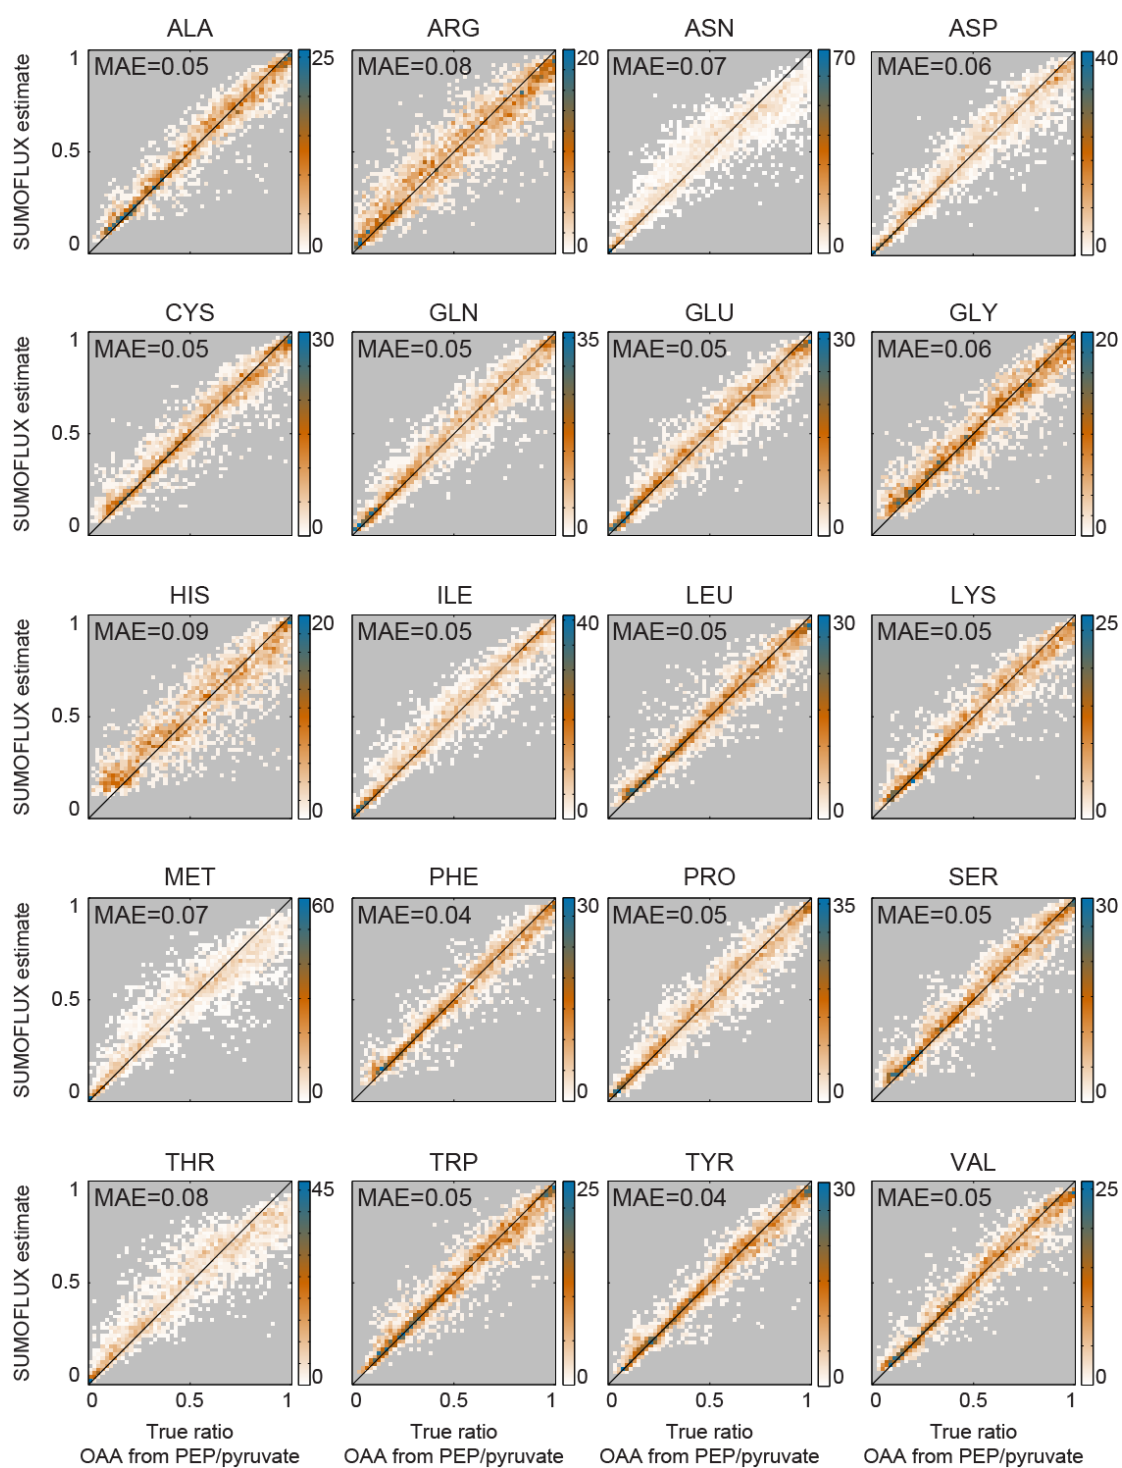 ALA ARG ASN ASP
1 MAE=0.05 25 MAE=0.08 20 MAE=0.07 70 MAE=0.06 40
SUMOFLUX estimate
0.5
0 0 0 0 0
CYS GLN GLU GLY
1 MAE=0.05 30 MAE=0.05 35 MAE=0.05 30 MAE=0.06 20
SUMOFLUX estimate
0.5
0 0 0 0 0
HIS ILE LEU LYS
1 MAE=0.09 20 MAE=0.05 40 MAE=0.05 30 MAE=0.05 25
SUMOFLUX estimate
0.5
0 0 0 0 0
MET PHE PRO SER
1 MAE=0.07 60 MAE=0.04 30 MAE=0.05 35 MAE=0.05 30
SUMOFLUX estimate
0.5
0 0 0 0 0
THR TRP TYR VAL
1 MAE=0.08 45 MAE=0.05 25 MAE=0.04 30 MAE=0.05 25
SUMOFLUX estimate
0.5
0 0 0 0 0
0 0.5 1 0 0.5 1 0 0.5 1 0 0.5 1
True ratio True ratio True ratio True ratio
OAA from PEP/pyruvate OAA from PEP/pyruvate OAA from PEP/pyruvate OAA from PEP/pyruvate